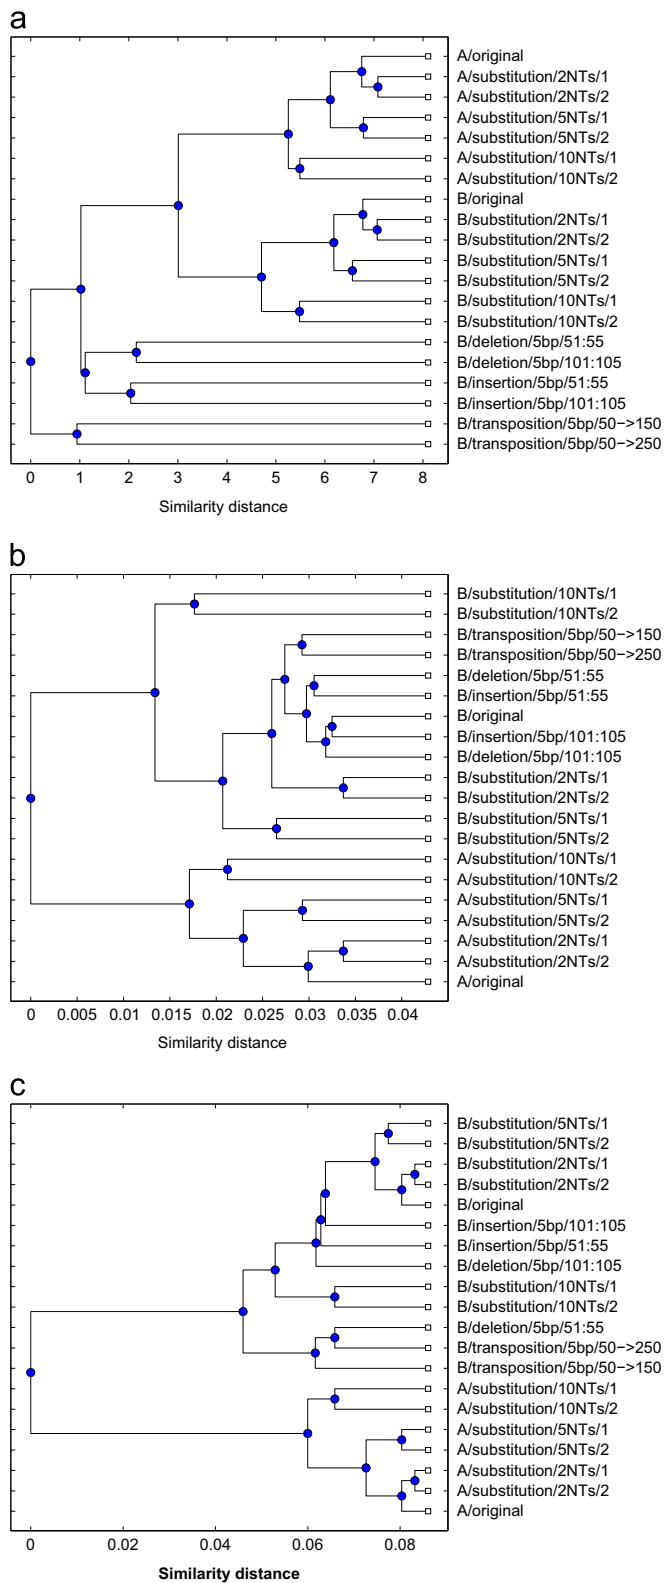 a
A/original
A/substitution/2NTs/1
A/substitution/2NTs/2
A/substitution/5NTs/1
A/substitution/5NTs/2
A/substitution/10NTs/1
A/substitution/10NTs/2
B/original
B/substitution/2NTs/1
B/substitution/2NTs/2
B/substitution/5NTs/1
B/substitution/5NTs/2
B/substitution/10NTs/1
B/substitution/10NTs/2
B/deletion/5bp/51:55
B/deletion/5bp/101:105
B/insertion/5bp/51:55
B/insertion/5bp/101:105
B/transposition/5bp/50−>150
B/transposition/5bp/50−>250
0 1 2 3 4 5 6 7 8
Similarity distance
b
B/substitution/10NTs/1
B/substitution/10NTs/2
B/transposition/5bp/50−>150
B/transposition/5bp/50−>250
B/deletion/5bp/51:55
B/insertion/5bp/51:55
B/original
B/insertion/5bp/101:105
B/deletion/5bp/101:105
B/substitution/2NTs/1
B/substitution/2NTs/2
B/substitution/5NTs/1
B/substitution/5NTs/2
A/substitution/10NTs/1
A/substitution/10NTs/2
A/substitution/5NTs/1
A/substitution/5NTs/2
A/substitution/2NTs/1
A/substitution/2NTs/2
A/original
0 0.005 0.01 0.015 0.02 0.025 0.03 0.035 0.04
Similarity distance
c
B/substitution/5NTs/1
B/substitution/5NTs/2
B/substitution/2NTs/1
B/substitution/2NTs/2
B/original
B/insertion/5bp/101:105
B/insertion/5bp/51:55
B/deletion/5bp/101:105
B/substitution/10NTs/1
B/substitution/10NTs/2
B/deletion/5bp/51:55
B/transposition/5bp/50−>250
B/transposition/5bp/50−>150
A/substitution/10NTs/1
A/substitution/10NTs/2
A/substitution/5NTs/1
A/substitution/5NTs/2
A/substitution/2NTs/1
A/substitution/2NTs/2
A/original
0 0.02 0.04 0.06 0.08
Similarity distance